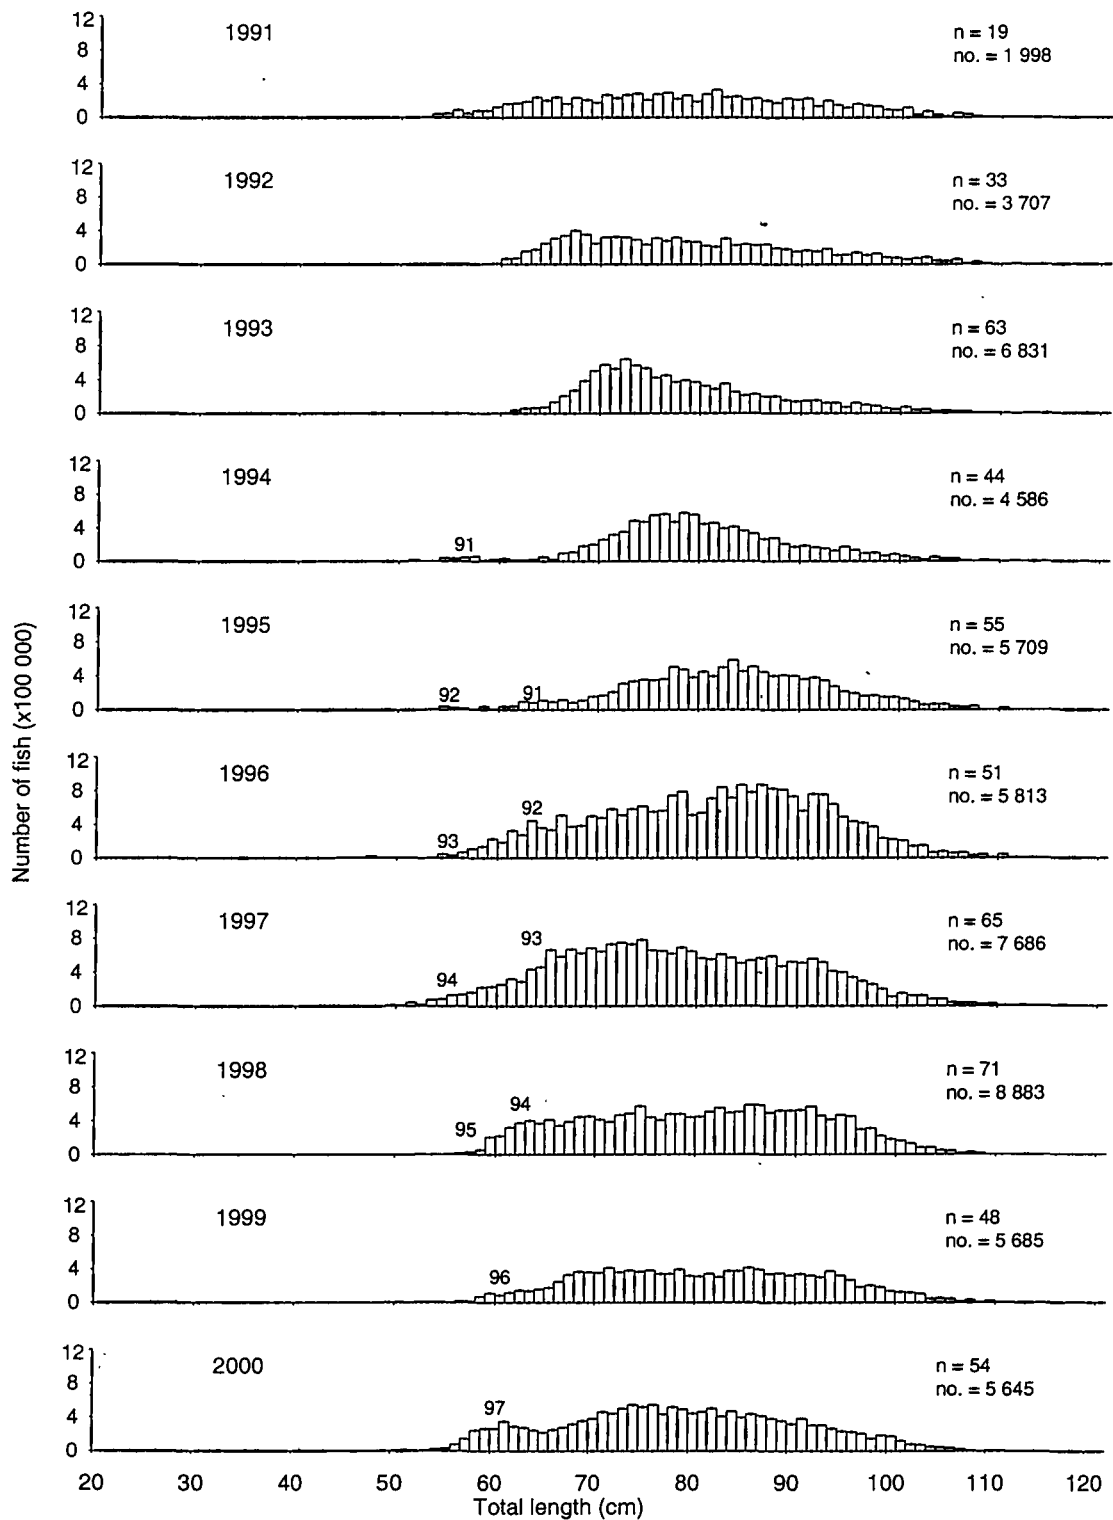 12
8
4
0
1991
n = 19
no. = 1 998
12
8
4
0
1992
n = 33
no. = 3 707
12
8
4
0
1993
n = 63
no. = 6 831
12
8
4
0
1994
91
n = 44
no. = 4 586
12
8
4
0
1995
92
91
n = 55
no. = 5 709
12
8
4
0
1996
93
92
n = 51
no. = 5 813
12
8
4
0
1997
94
93
n = 65
no. = 7 686
12
8
4
0
1998
95
94
n = 71
no. = 8 883
12
8
4
0
1999
96
n = 48
no. = 5 685
12
8
4
0
2000
97
n = 54
no. = 5 645
20 30 40 50 60 70 80 90 100 110 120
Total length (cm)
Number of fish (x100 000)